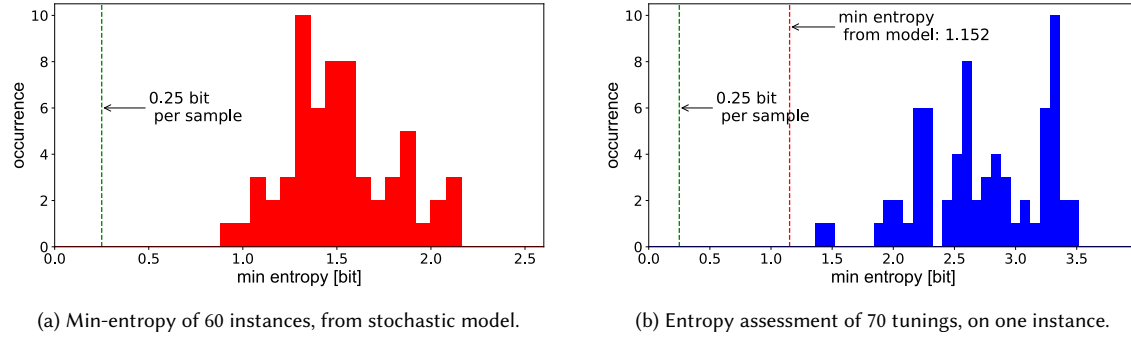 10
8
6
4
2
0
occurrence
0.25 bit
per sample
0.0 0.5 1.0 1.5 2.0 2.5
min entropy [bit]
(a) Min-entropy of 60 instances, from stochastic model.
10
8
6
4
2
0
occurrence
min entropy
from model: 1.152
0.25 bit
per sample
0.0 0.5 1.0 1.5 2.0 2.5 3.0 3.5
min entropy [bit]
(b) Entropy assessment of 70 tunings, on one instance.